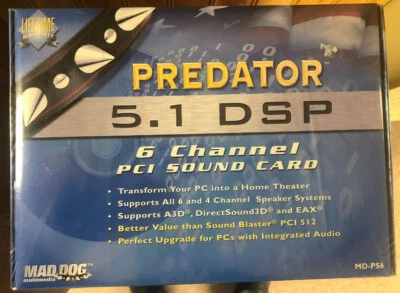 LIFETIME
WARRANTY
PREDATOR
5.1 DSP
6 Channel
PCI SOUND CARD
• Transform Your PC into a Home Theater
• Supports All 6 and 4 Channel Speaker Systems
• Supports A3D®, DirectSound3D® and EAX®
• Better Value than Sound Blaster® PCI 512
• Perfect Upgrade for PCs with Integrated Audio
MAD DOG
multimedia
MD-PS6